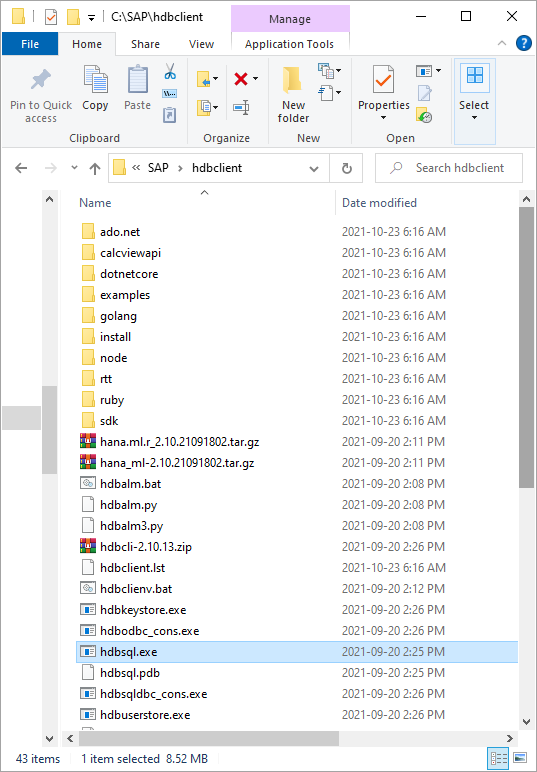 C:\SAP\hdbclient
Manage
File
Home
Share
View
Application Tools
Pin to Quick access
Copy
Paste
New folder
Properties
Select
Clipboard
Organize
New
Open
« SAP › hdbclient
Search hdbclient
Name Date modified
ado.net 2021-10-23 6:16 AM
calcviewapi 2021-10-23 6:16 AM
dotnetcore 2021-10-23 6:16 AM
examples 2021-10-23 6:16 AM
golang 2021-10-23 6:16 AM
install 2021-10-23 6:16 AM
node 2021-10-23 6:16 AM
rtt 2021-10-23 6:16 AM
ruby 2021-10-23 6:16 AM
sdk 2021-10-23 6:16 AM
hana.ml.r_2.10.21091802.tar.gz 2021-09-20 2:11 PM
hana_ml-2.10.21091802.tar.gz 2021-09-20 2:11 PM
hdbalm.bat 2021-09-20 2:08 PM
hdbalm.py 2021-09-20 2:08 PM
hdbalm3.py 2021-09-20 2:08 PM
hdbcli-2.10.13.zip 2021-09-20 2:26 PM
hdbclient.lst 2021-10-23 6:16 AM
hdbclienv.bat 2021-09-20 2:12 PM
hdbkeystore.exe 2021-09-20 2:26 PM
hdbodbc_cons.exe 2021-09-20 2:26 PM
hdbsql.exe 2021-09-20 2:25 PM
hdbsql.pdb 2021-09-20 2:25 PM
hdbsqldbc_cons.exe 2021-09-20 2:26 PM
hdbuserstore.exe 2021-09-20 2:26 PM
43 items 1 item selected 8.52 MB